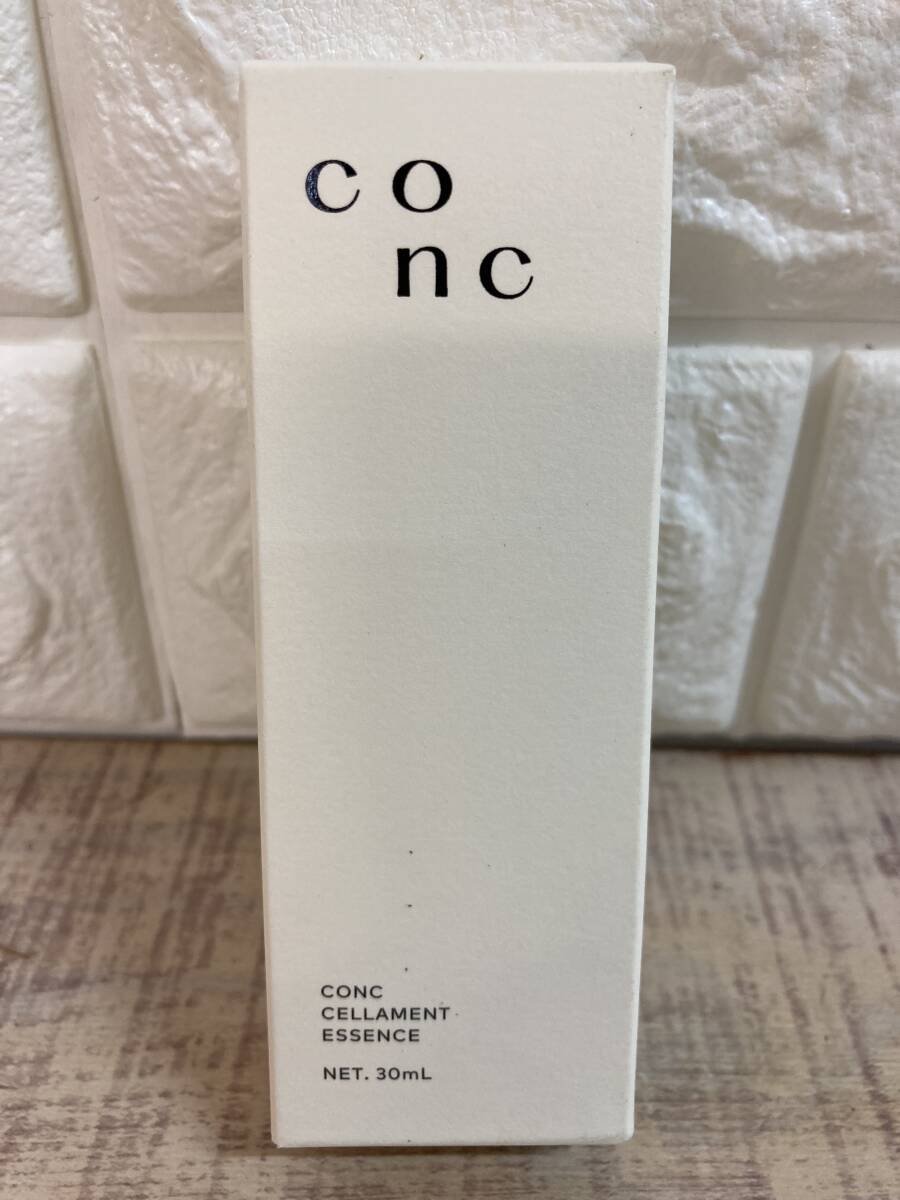 co
nc
CONC
CELLAMENT
ESSENCE
NET. 30mL